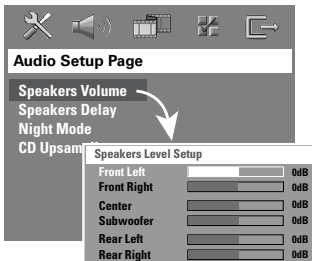 Audio Setup Page
Speakers Volume
Speakers Delay
Night Mode
CD
Speakers Level Setup
Front Left 0dB
Front Right 0dB
Center 0dB
Subwoofer 0dB
Rear Left 0dB
Rear Right 0dB